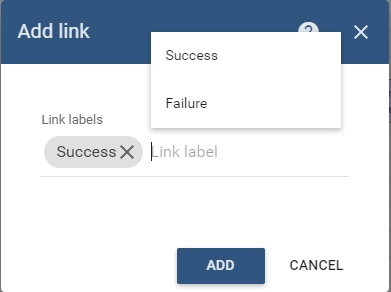 Add link
?
Success
Failure
Link labels
Success Link label
ADD CANCEL